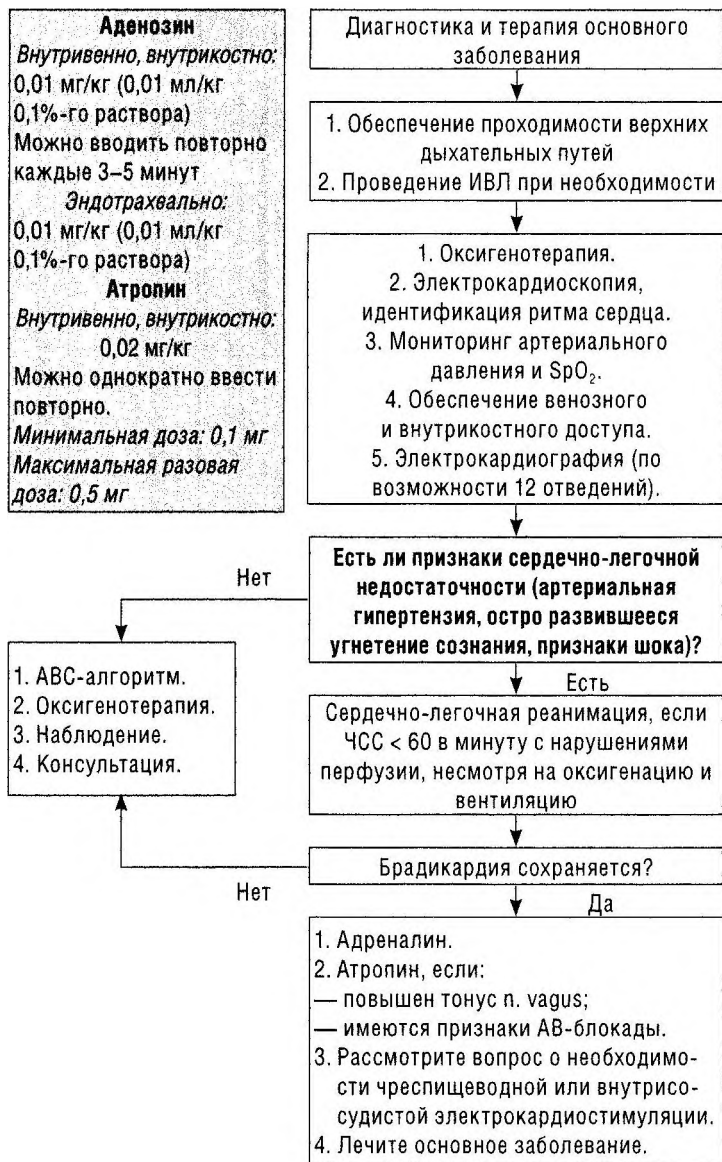 Аденозин
Внутривенно, внутрикостно:
0,01 мг/кг (0,01 мл/кг
0,1%-го раствора)
Можно вводить повторно
каждые 3–5 минут
Эндотрахвально:
0,01 мг/кг (0,01 мл/кг
0,1%-го раствора)
Атропин
Внутривенно, внутрикостно:
0,02 мг/кг
Можно однократно ввести
повторно.
Минимальная доза: 0,1 мг
Максимальная разовая
доза: 0,5 мг
Диагностика и терапия основного
заболевания
1. Обеспечение проходимости верхних
дыхательных путей
2. Проведение ИВЛ при необходимости
1. Оксигенотерапия.
2. Электрокардиоскопия,
идентификация ритма сердца.
3. Мониторинг артериального
давления и SpO₂.
4. Обеспечение венозного
и внутрикостного доступа.
5. Электрокардиография (по
возможности 12 отведений).
Есть ли признаки сердечно-легочной
недостаточности (артериальная
гипертензия, остро развившееся
угнетение сознания, признаки шока)?
Нет
Есть
1. АВС-алгоритм.
2. Оксигенотерапия.
3. Наблюдение.
4. Консультация.
Сердечно-легочная реанимация, если
ЧСС < 60 в минуту с нарушениями
перфузии, несмотря на оксигенацию и
вентиляцию
Брадикардия сохраняется?
Нет
Да
1. Адреналин.
2. Атропин, если:
— повышен тонус n. vagus;
— имеются признаки АВ-блокады.
3. Рассмотрите вопрос о необходимо-
сти чреспищеводной или внутрисо-
судистой электрокардиостимуляции.
4. Лечите основное заболевание.